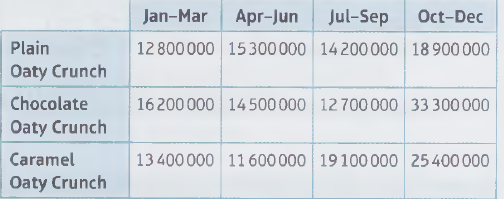 Jan–Mar Apr–Jun Jul–Sep Oct–Dec
Plain 12 800 000 15 300 000 14 200 000 18 900 000
Oaty Crunch
Chocolate 16 200 000 14 500 000 12 700 000 33 300 000
Oaty Crunch
Caramel 13 400 000 11 600 000 19 100 000 25 400 000
Oaty Crunch